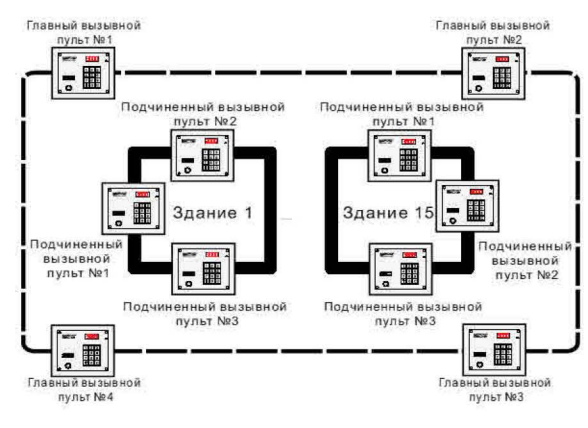 Главный вызывной
пульт №1
Главный вызывной
пульт №2
Подчиненный вызывной
пульт №2
Подчиненный вызывной
пульт №1
Здание 1
Здание 15
Подчиненный
вызывной
пульт №1
Подчиненный
вызывной
пульт №2
Подчиненный вызывной
пульт №3
Подчиненный вызывной
пульт №3
Главный вызывной
пульт №4
Главный вызывной
пульт №3